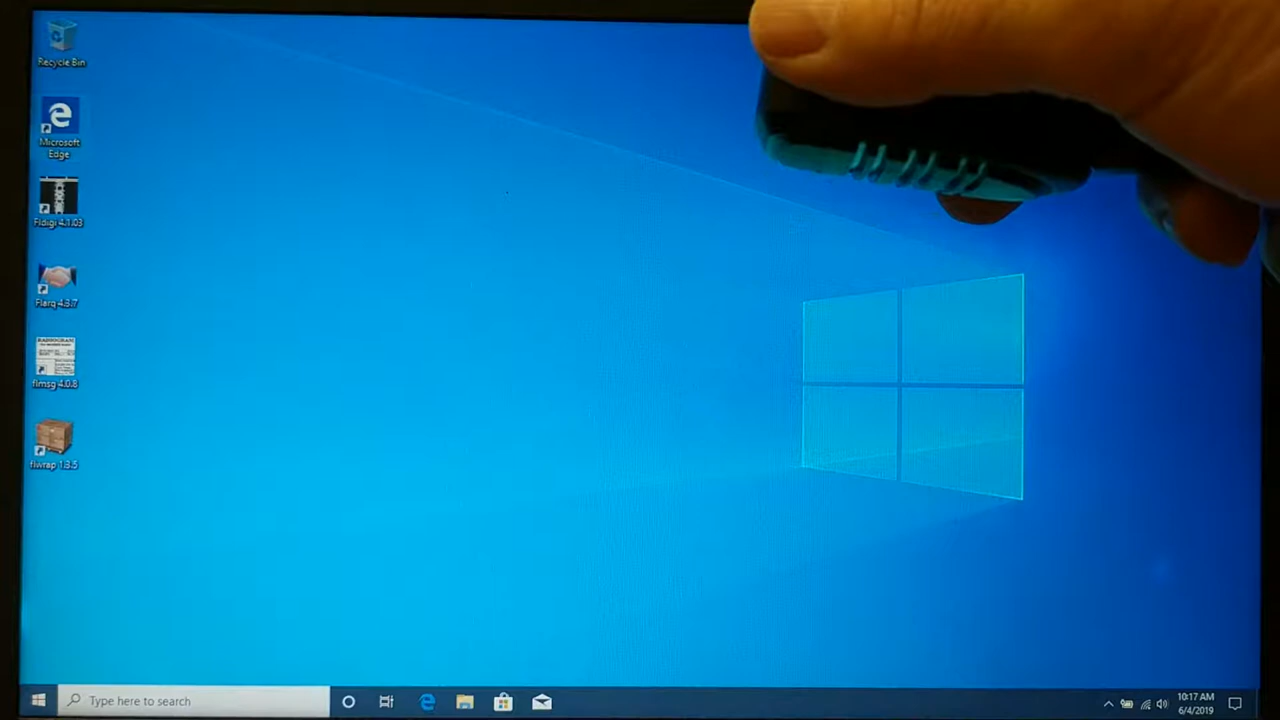 Recycle Bin
Microsoft
Edge
Fldigi 4.1.03
Flarq 4.3.7
RADIOGRAM
flmsg 4.0.8
flwrap 1.3.5
Type here to search
10:17 AM
6/4/2019